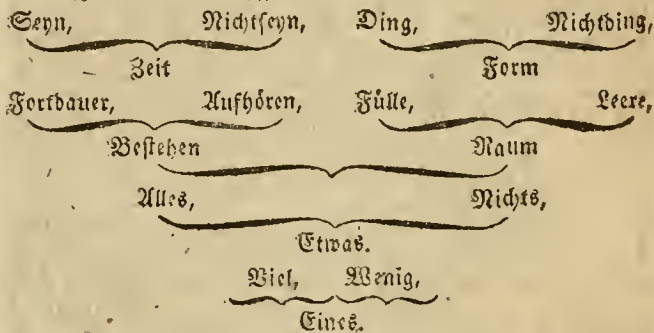 Seyn, Nichtseyn, Ding, Nichtding,
Zeit Form
Fortdauer, Aufhören, Fülle, Leere,
Bestehen Raum
Alles, Nichts,
Etwas.
Viel, Wenig,
Eines.